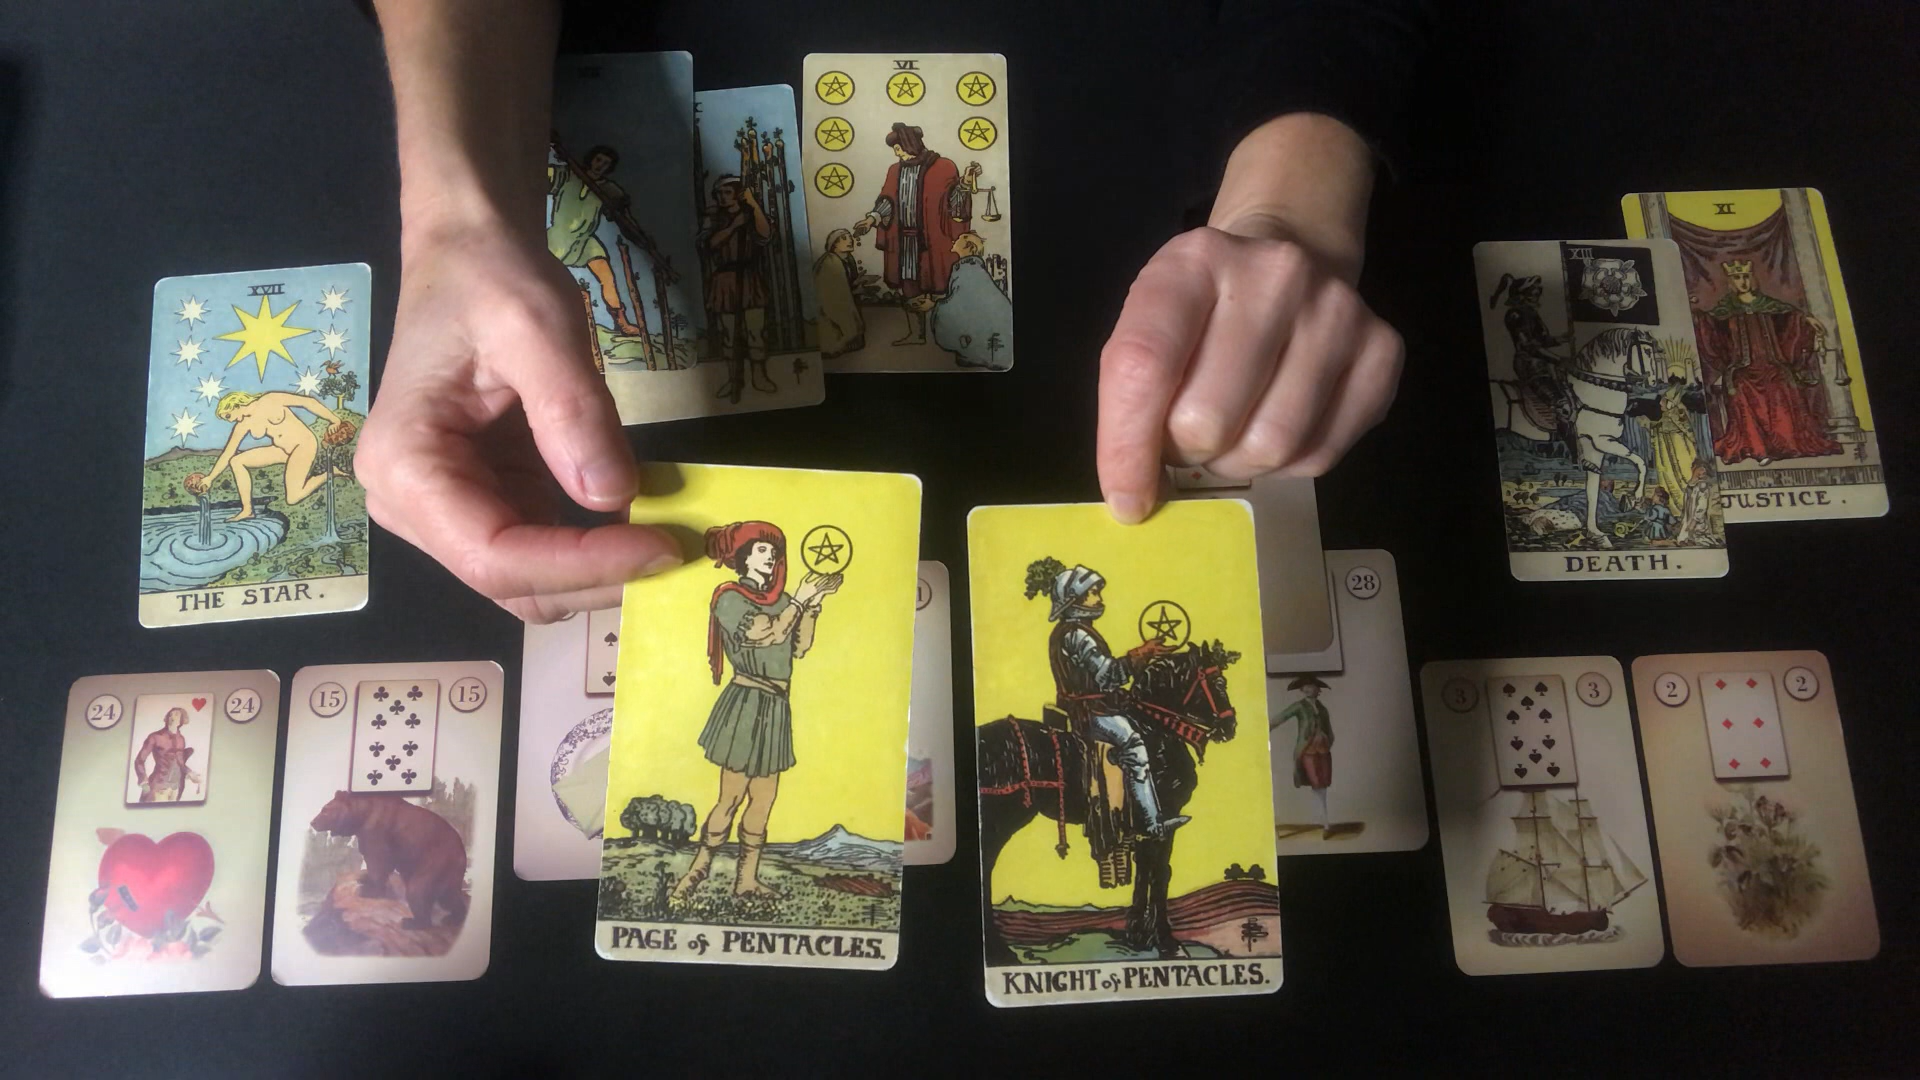 VI
XI
XIII
XVII
JUSTICE.
DEATH.
THE STAR.
28
24
24
15
15
3
3
2
2
PAGE of PENTACLES.
KNIGHT of PENTACLES.